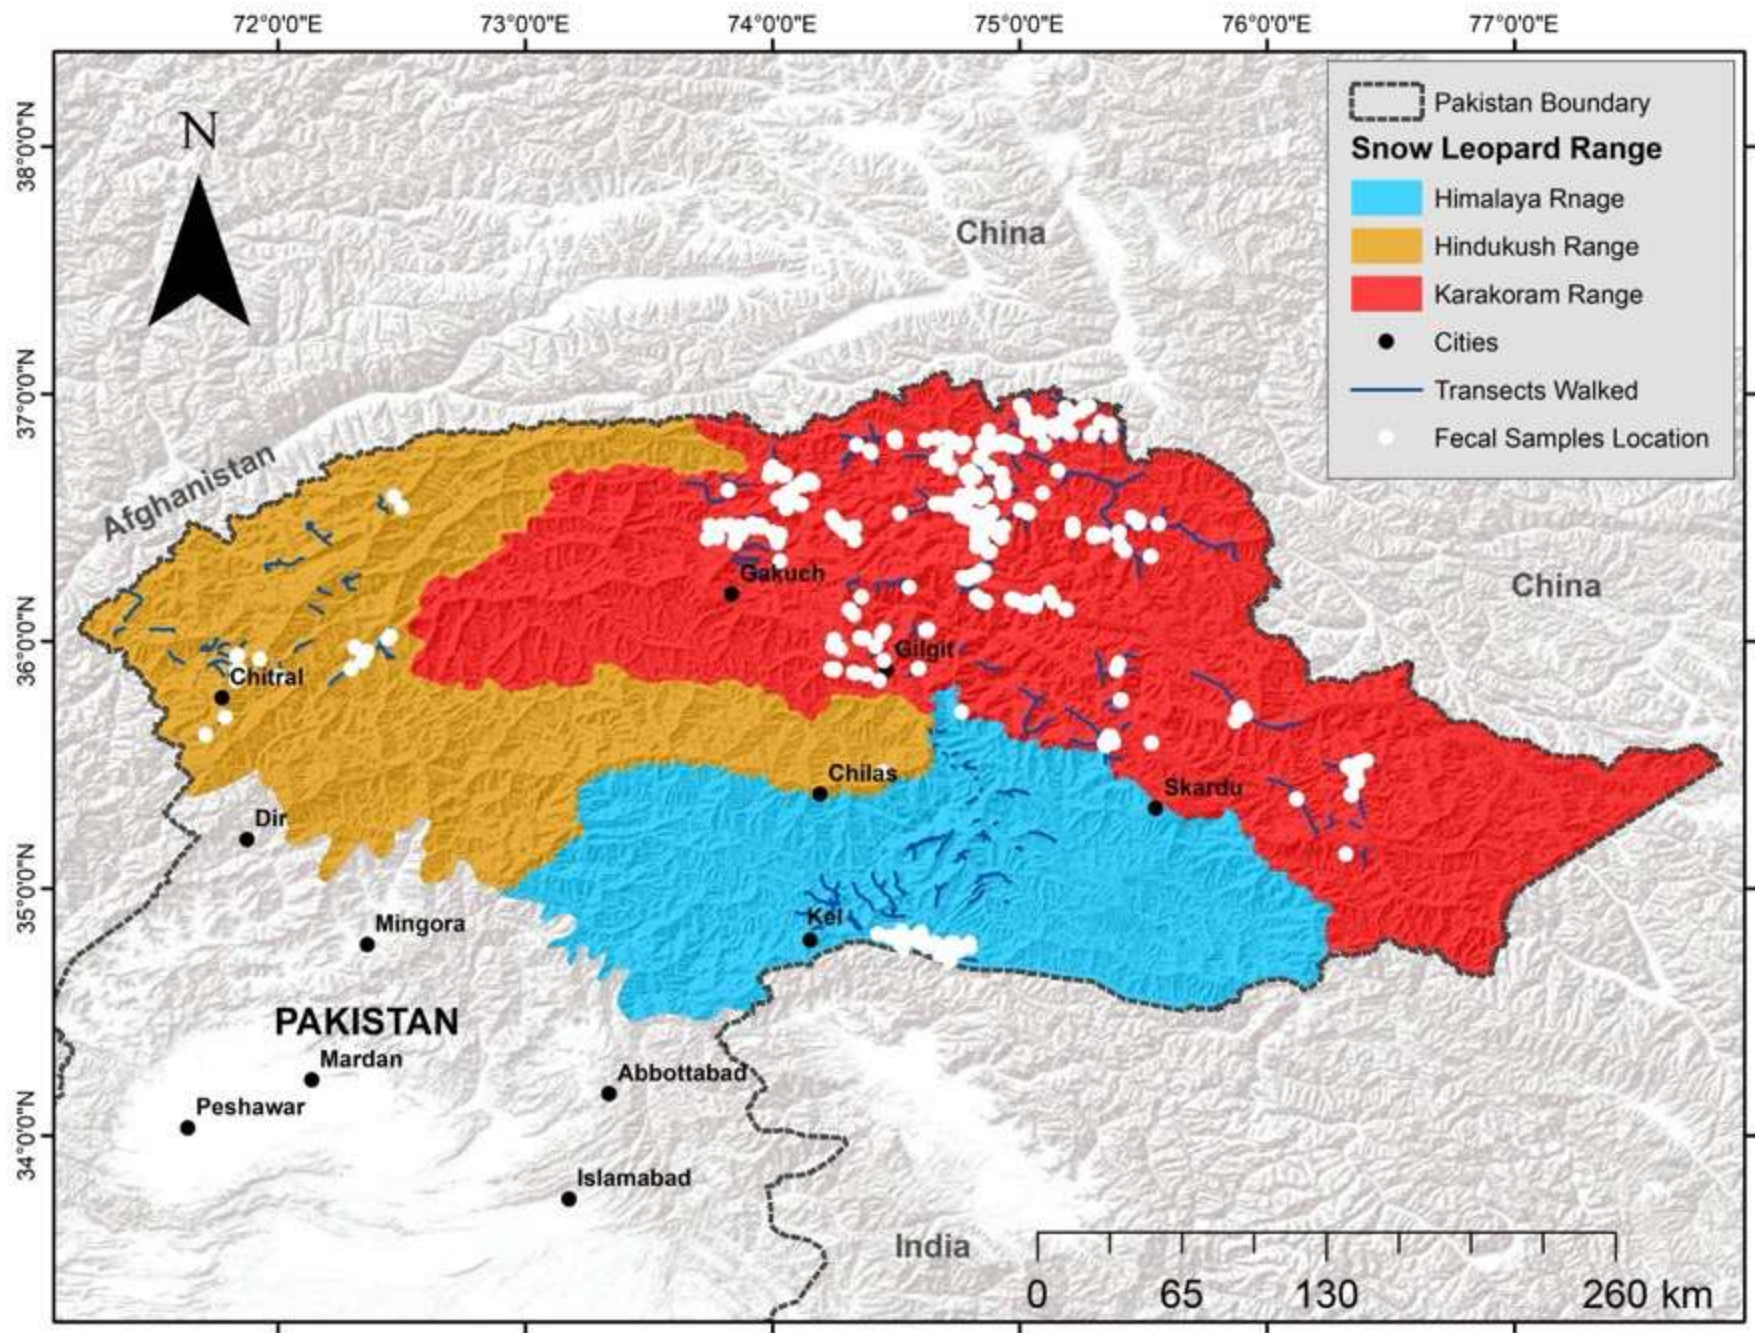 72°0'0"E 73°0'0"E 74°0'0"E 75°0'0"E 76°0'0"E 77°0'0"E
38°0'0"N
37°0'0"N
36°0'0"N
35°0'0"N
34°0'0"N
N
Pakistan Boundary
Snow Leopard Range
Himalaya Rnage
Hindukush Range
Karakoram Range
Cities
Transects Walked
Fecal Samples Location
China
Afghanistan
China
Gakuch
Gilgit
Chitral
Chilas
Skardu
Dir
Kel
Mingora
PAKISTAN
Mardan
Abbottabad
Peshawar
Islamabad
India
0 65 130 260 km